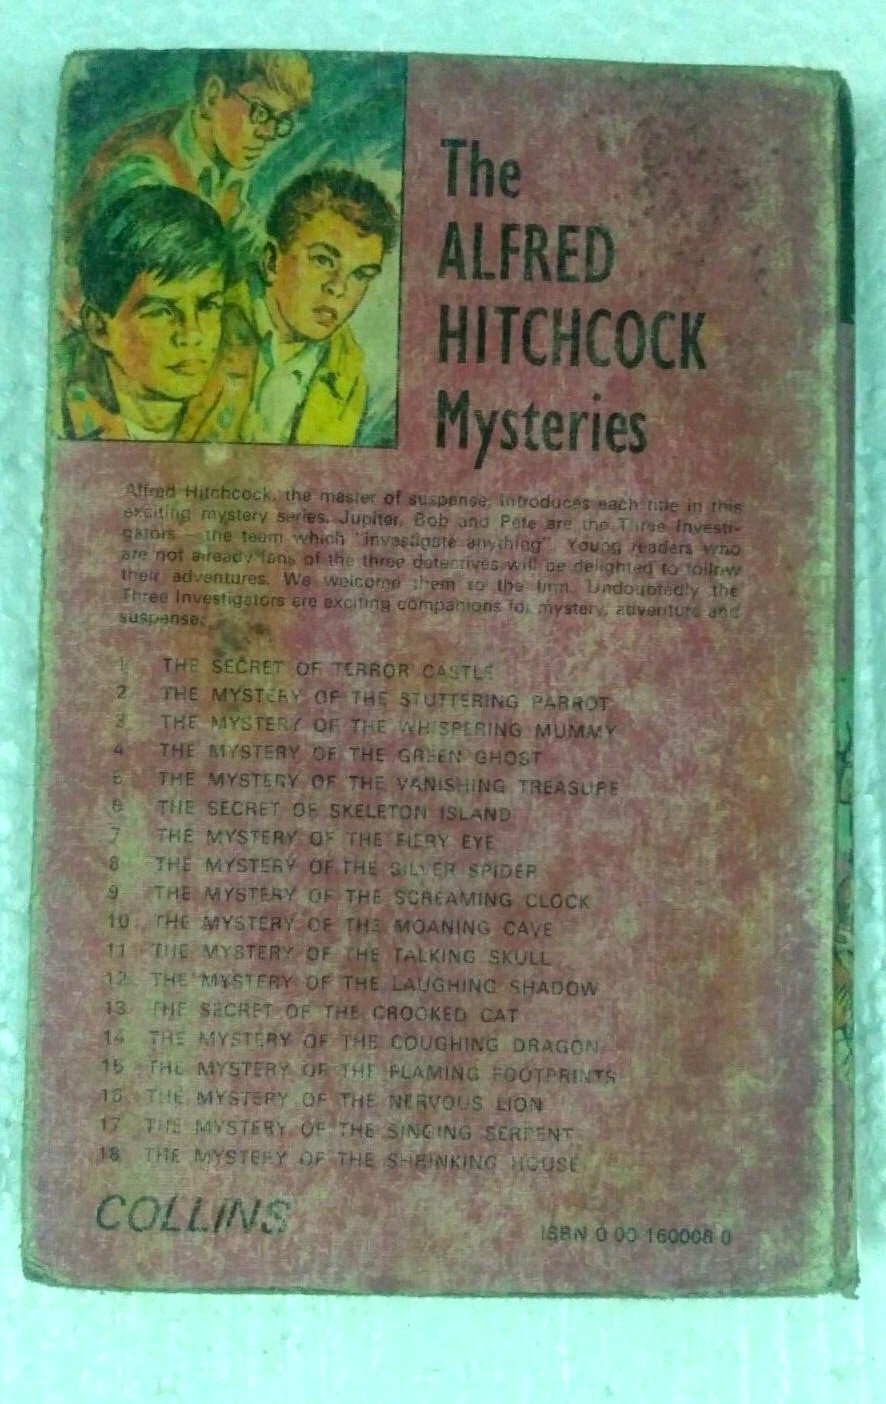 The
ALFRED
HITCHCOCK
Mysteries
Alfred Hitchcock, the master of suspense, introduces each title in this
exciting mystery series. Jupiter, Bob and Pete are the Three Investi-
gators – the team which "investigate anything". Young readers who
are not already fans of the three detectives will be delighted to follow
their adventures. We welcome them to the firm. Undoubtedly the
Three Investigators are exciting companions for mystery, adventure and
suspense.
1 THE SECRET OF TERROR CASTLE
2 THE MYSTERY OF THE STUTTERING PARROT
3 THE MYSTERY OF THE WHISPERING MUMMY
4 THE MYSTERY OF THE GREEN GHOST
5 THE MYSTERY OF THE VANISHING TREASURE
6 THE SECRET OF SKELETON ISLAND
7 THE MYSTERY OF THE FIERY EYE
8 THE MYSTERY OF THE SILVER SPIDER
9 THE MYSTERY OF THE SCREAMING CLOCK
10 THE MYSTERY OF THE MOANING CAVE
11 THE MYSTERY OF THE TALKING SKULL
12 THE MYSTERY OF THE LAUGHING SHADOW
13 THE SECRET OF THE CROOKED CAT
14 THE MYSTERY OF THE COUGHING DRAGON
15 THE MYSTERY OF THE FLAMING FOOTPRINTS
16 THE MYSTERY OF THE NERVOUS LION
17 THE MYSTERY OF THE SINGING SERPENT
18 THE MYSTERY OF THE SHRINKING HOUSE
COLLINS
ISBN 0 00 160008 0